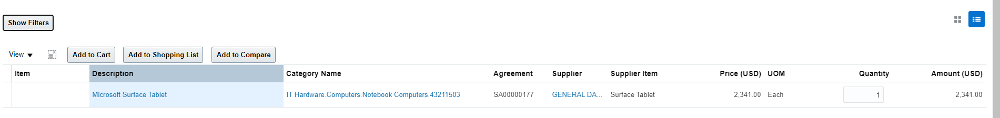 Show Filters
View Add to Cart Add to Shopping List Add to Compare
Item Description Category Name Agreement Supplier Supplier Item Price (USD) UOM Quantity Amount (USD)
Microsoft Surface Tablet IT Hardware.Computers.Notebook Computers.43211503 SA00000177 GENERAL DA... Surface Tablet 2,341.00 Each 1 2,341.00